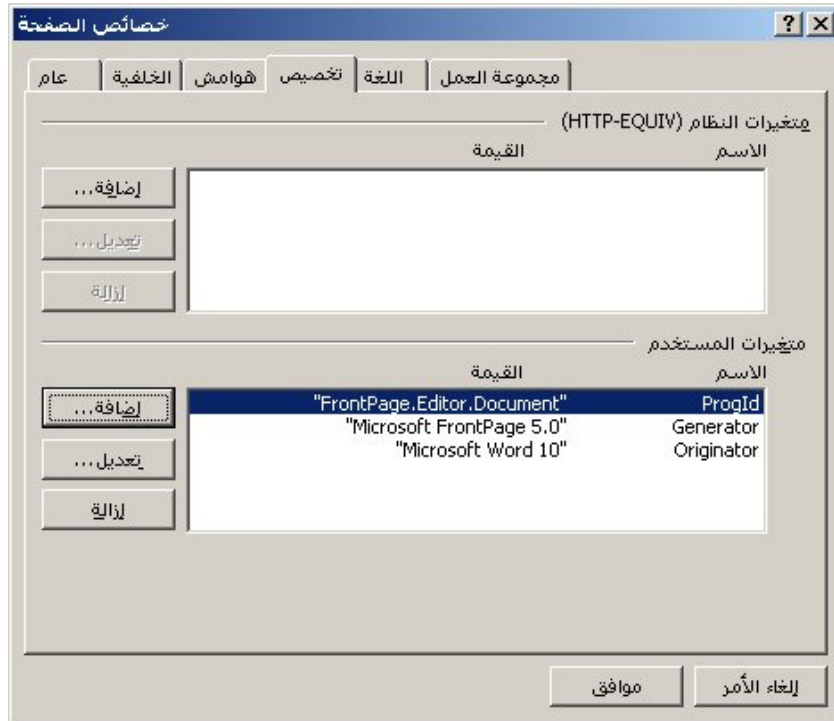 خصائص الصفحة
عام الخلفية هوامش تخصيص اللغة مجموعة العمل
متغيرات النظام (HTTP-EQUIV)
الاسم القيمة
إضافة...
تعديل...
إزالة
متغيرات المستخدم
الاسم القيمة
ProgId "FrontPage.Editor.Document"
Generator "Microsoft FrontPage 5.0"
Originator "Microsoft Word 10"
إضافة...
تعديل...
إزالة
موافق إلغاء الأمر